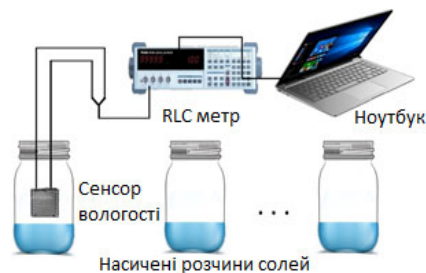 RLC метр
Ноутбук
Сенсор
вологості
...
Насичені розчини солей